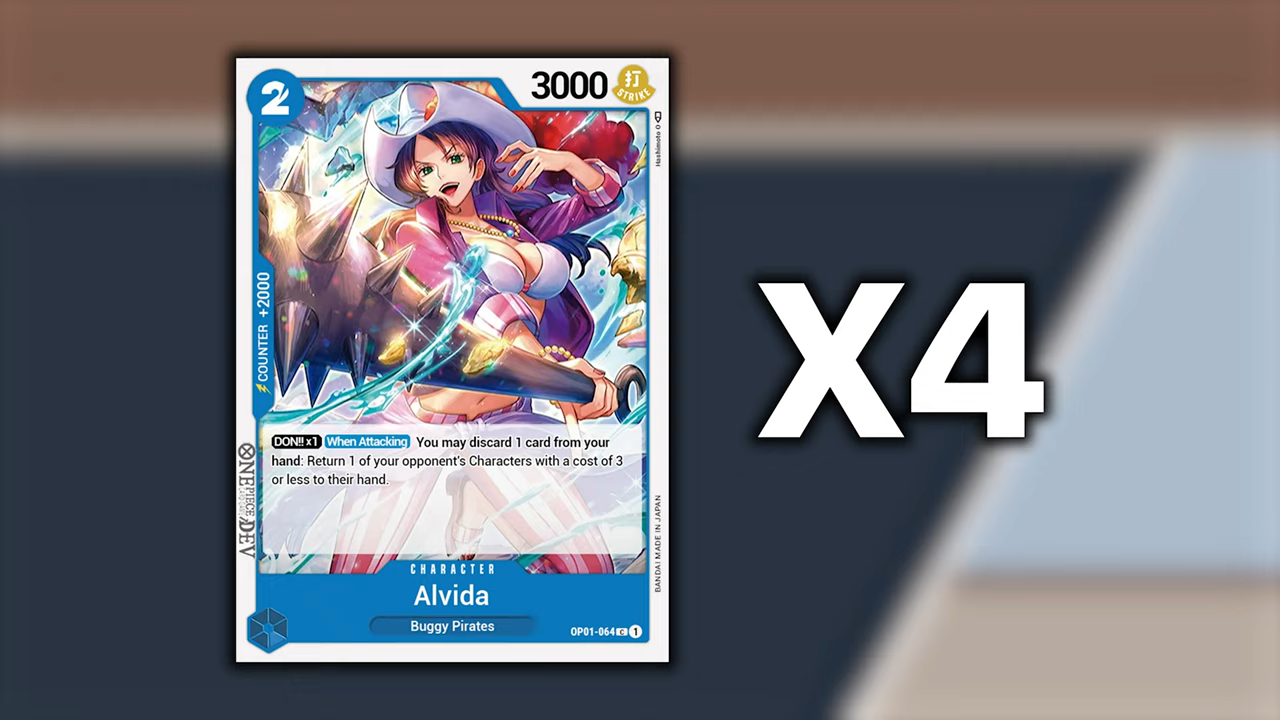 2
3000
打
STRIKE
Hashimoto Q
COUNTER +2000
DON!! x1 When Attacking You may discard 1 card from your
hand: Return 1 of your opponent's Characters with a cost of 3
or less to their hand.
ONE PIECE DEV
BANDAI MADE IN JAPAN
CHARACTER
Alvida
Buggy Pirates
OP01-064 C 1
X4